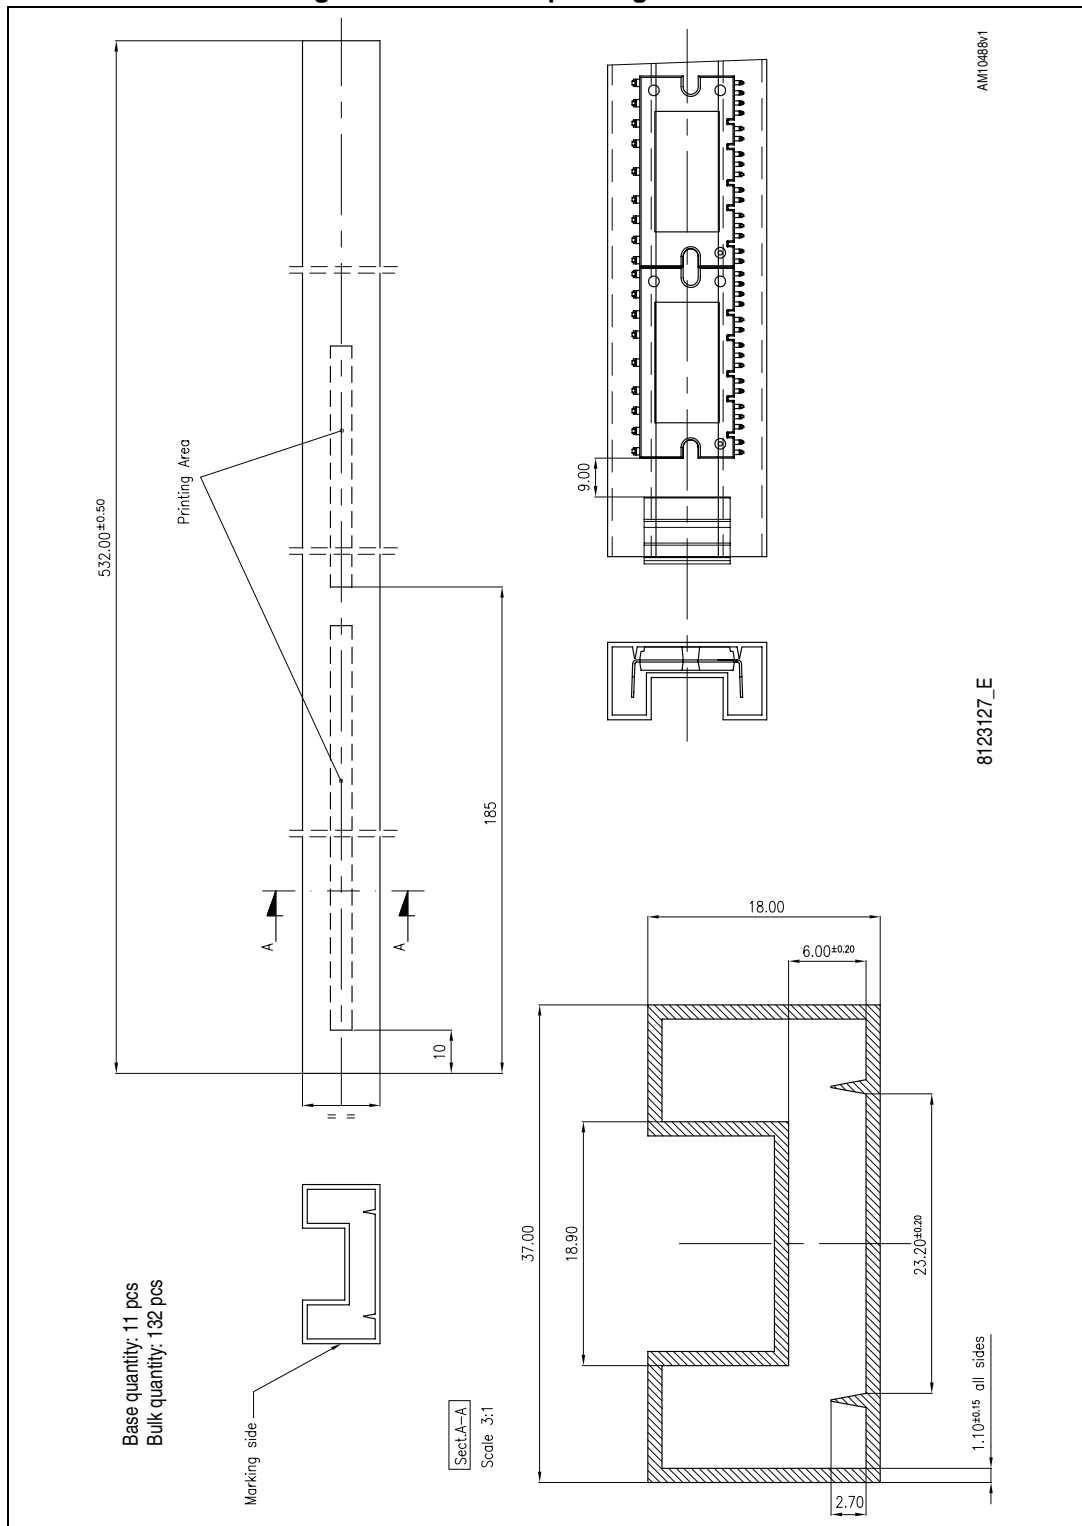 AM10488v1
532.00±0.50
Printing Area
9.00
185
8123127_E
A
A
18.00
6.00±0.20
10
= =
37.00
18.90
23.20±0.20
Base quantity: 11 pcs
Bulk quantity: 132 pcs
Marking side
Sect.A-A
Scale 3:1
1.10±0.15 all sides
2.70